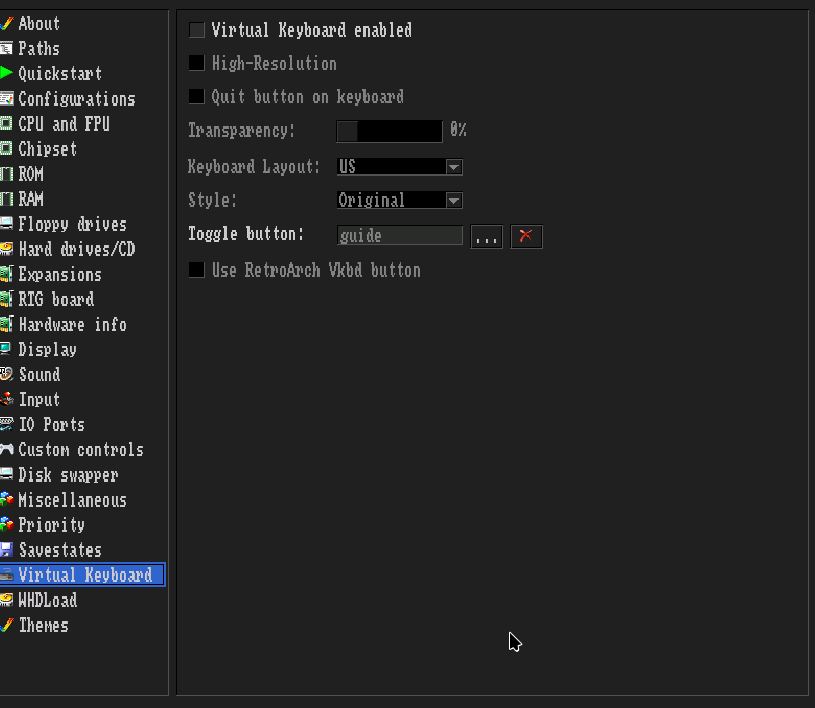 About
Paths
Quickstart
Configurations
CPU and FPU
Chipset
ROM
RAM
Floppy drives
Hard drives/CD
Expansions
RTG board
Hardware info
Display
Sound
Input
IO Ports
Custom controls
Disk swapper
Miscellaneous
Priority
Savestates
Virtual Keyboard
WHDLoad
Themes
Virtual Keyboard enabled
High-Resolution
Quit button on keyboard
Transparency: 0%
Keyboard Layout: US
Style: Original
Toggle button: guide ...
Use RetroArch Vkbd button